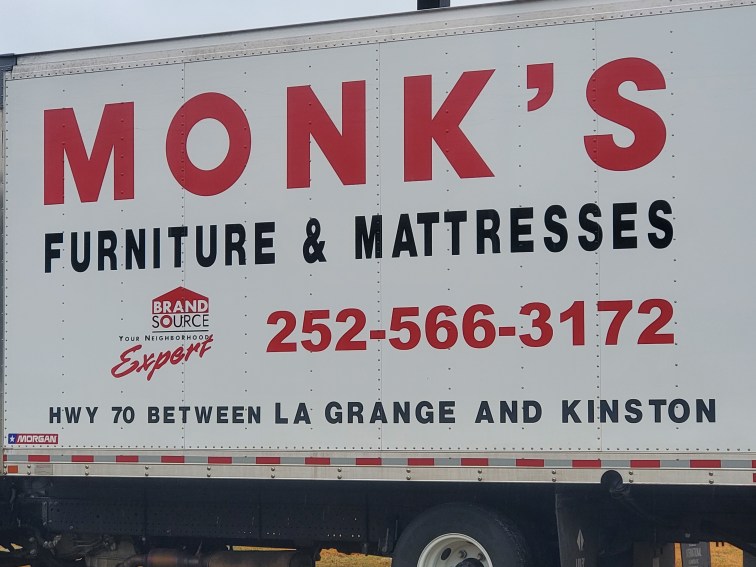 MONK'S
FURNITURE & MATTRESSES
BRAND
SOURCE
YOUR NEIGHBORHOOD
Expert
252-566-3172
HWY 70 BETWEEN LA GRANGE AND KINSTON
MORGAN